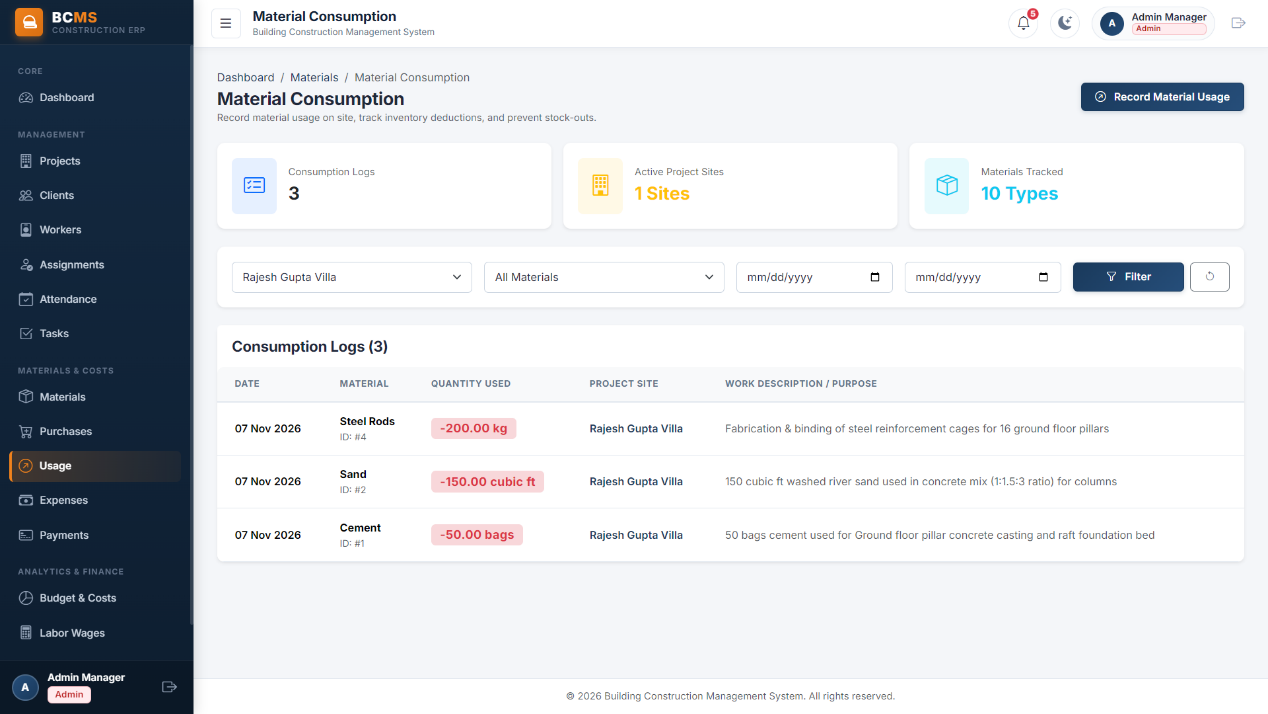 BCMS
CONSTRUCTION ERP
CORE
Dashboard
MANAGEMENT
Projects
Clients
Workers
Assignments
Attendance
Tasks
MATERIALS & COSTS
Materials
Purchases
Usage
Expenses
Payments
ANALYTICS & FINANCE
Budget & Costs
Labor Wages
A
Admin Manager
Admin
Material Consumption
Building Construction Management System
5
A
Admin Manager
Admin
Dashboard / Materials / Material Consumption
Material Consumption
Record material usage on site, track inventory deductions, and prevent stock-outs.
Record Material Usage
Consumption Logs
3
Active Project Sites
1 Sites
Materials Tracked
10 Types
Rajesh Gupta Villa
All Materials
mm/dd/yyyy
mm/dd/yyyy
Filter
Consumption Logs (3)
DATE MATERIAL QUANTITY USED PROJECT SITE WORK DESCRIPTION / PURPOSE
07 Nov 2026 Steel Rods -200.00 kg Rajesh Gupta Villa Fabrication & binding of steel reinforcement cages for 16 ground floor pillars
ID: #4
07 Nov 2026 Sand -150.00 cubic ft Rajesh Gupta Villa 150 cubic ft washed river sand used in concrete mix (1:1.5:3 ratio) for columns
ID: #2
07 Nov 2026 Cement -50.00 bags Rajesh Gupta Villa 50 bags cement used for Ground floor pillar concrete casting and raft foundation bed
ID: #1
© 2026 Building Construction Management System. All rights reserved.